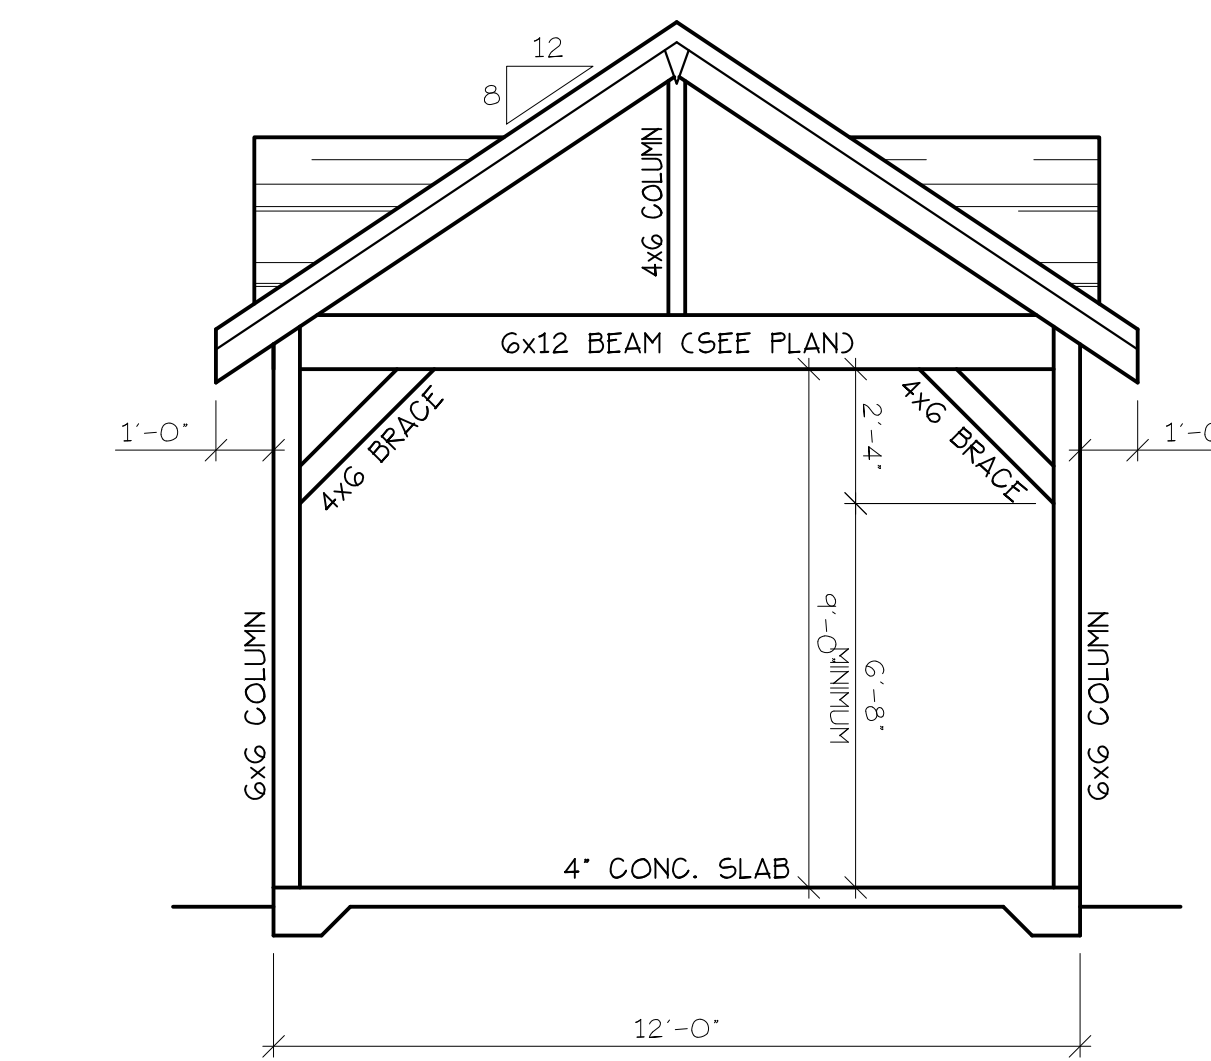 12
8
4x6 COLUMN
6x12 BEAM (SEE PLAN)
1'-0"
4x6 BRACE
2'-4"
4x6 BRACE
1'-0
6x6 COLUMN
9'-0"
MINIMUM
6'-8"
6x6 COLUMN
4" CONC. SLAB
12'-0"